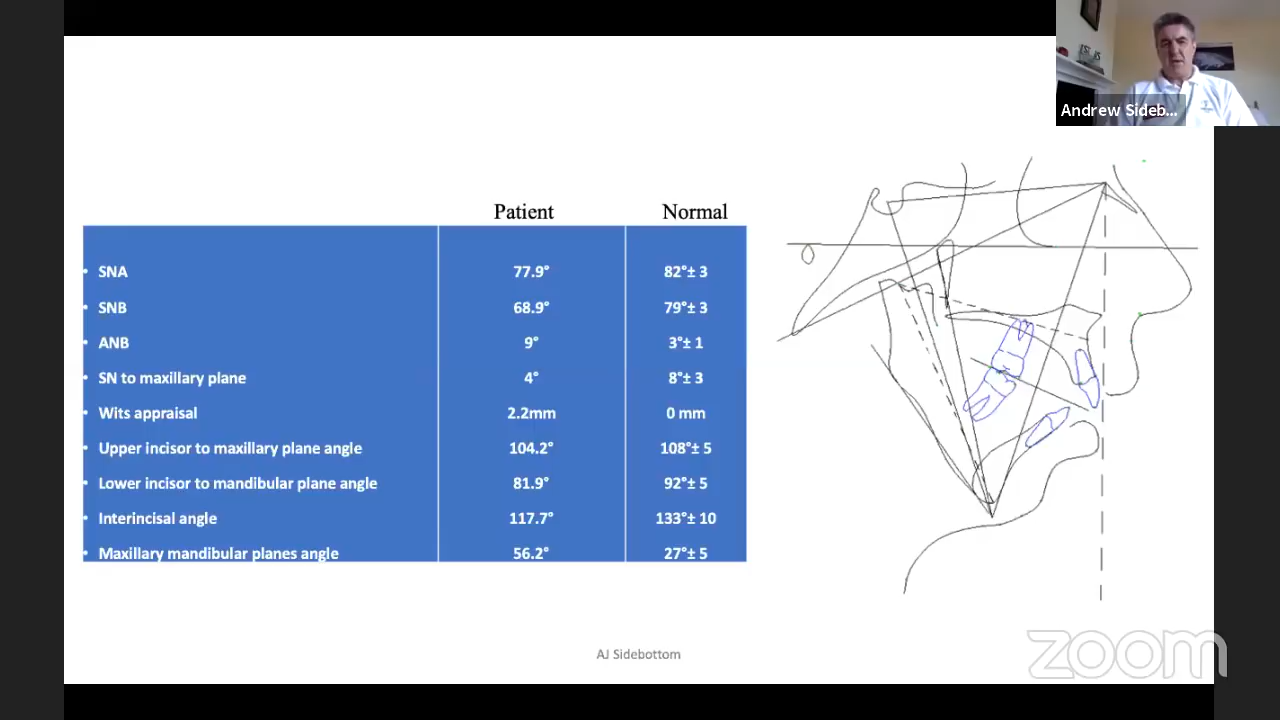 Andrew Sideb...
Patient Normal
• SNA 77.9° 82°± 3
• SNB 68.9° 79°± 3
• ANB 9° 3°± 1
• SN to maxillary plane 4° 8°± 3
• Wits appraisal 2.2mm 0 mm
• Upper incisor to maxillary plane angle 104.2° 108°± 5
• Lower incisor to mandibular plane angle 81.9° 92°± 5
• Interincisal angle 117.7° 133°± 10
• Maxillary mandibular planes angle 56.2° 27°± 5
AJ Sidebottom
zoom